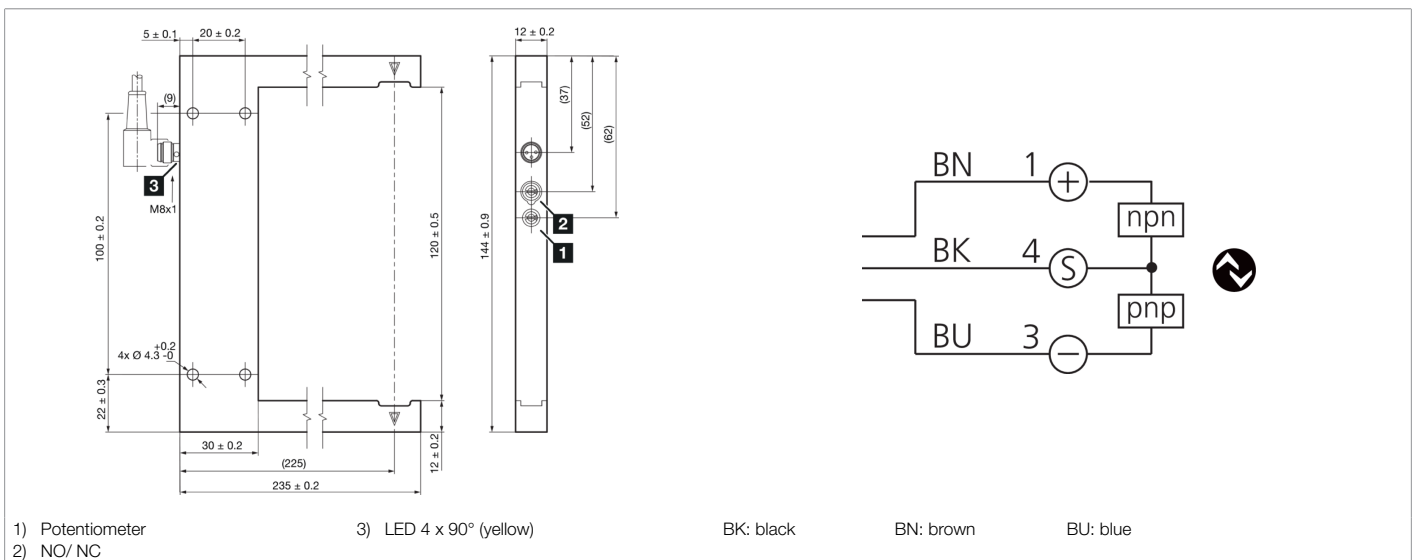 5 ± 0.1
20 ± 0.2
(9)
3
M8x1
100 ± 0.2
120 ± 0.5
+0.2
4x Ø 4.3 -0
22 ± 0.3
30 ± 0.2
12 ± 0.2
(225)
235 ± 0.2
12 ± 0.2
(37)
(52)
(62)
144 ± 0.9
2
1
BN 1 +
npn
BK 4 S
pnp
BU 3 −
1) Potentiometer 3) LED 4 x 90° (yellow) BK: black BN: brown BU: blue
2) NO/ NC